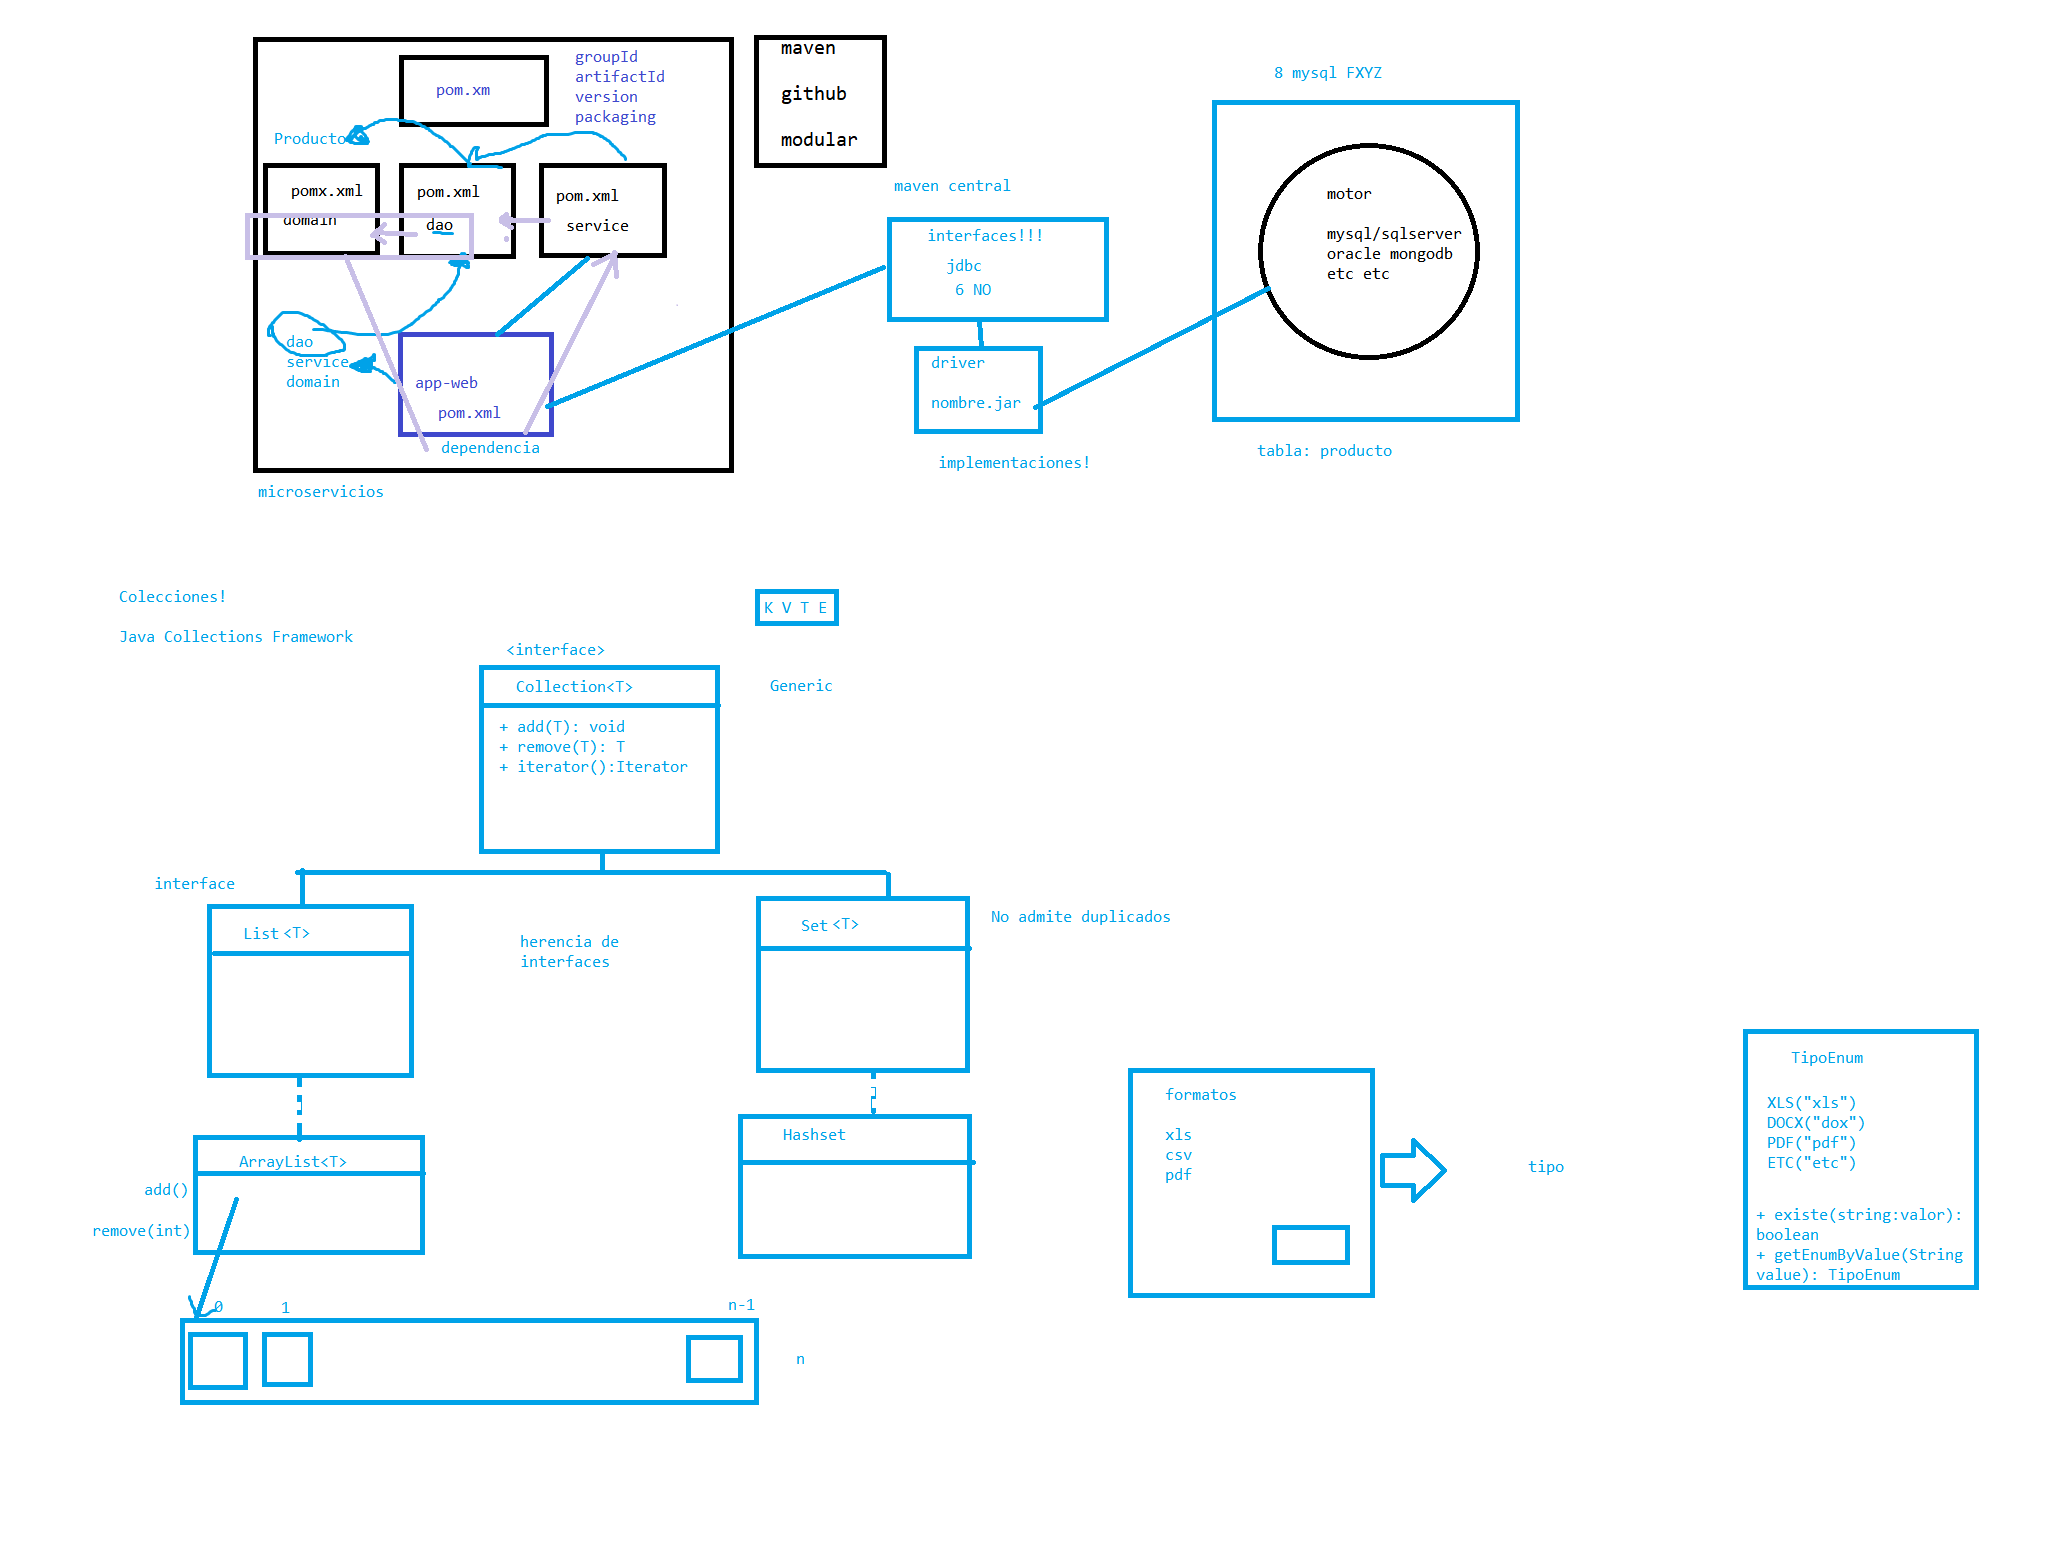 groupId
artifactId
version
packaging
pom.xm
Producto
pomx.xml
domain
pom.xml
dao
pom.xml
service
dao
service
domain
app-web
pom.xml
dependencia
microservicios
maven
github
modular
maven central
interfaces!!!
jdbc
6 NO
driver
nombre.jar
implementaciones!
8 mysql FXYZ
motor
mysql/sqlserver
oracle mongodb
etc etc
tabla: producto
Colecciones!
Java Collections Framework
K V T E
<interface>
Collection<T>
Generic
+ add(T): void
+ remove(T): T
+ iterator():Iterator
interface
List <T>
herencia de
interfaces
Set <T>
No admite duplicados
ArrayList<T>
add()
remove(int)
Hashset
0
1
n-1
n
formatos
xls
csv
pdf
tipo
TipoEnum
XLS("xls")
DOCX("dox")
PDF("pdf")
ETC("etc")
+ existe(string:valor):
boolean
+ getEnumByValue(String
value): TipoEnum